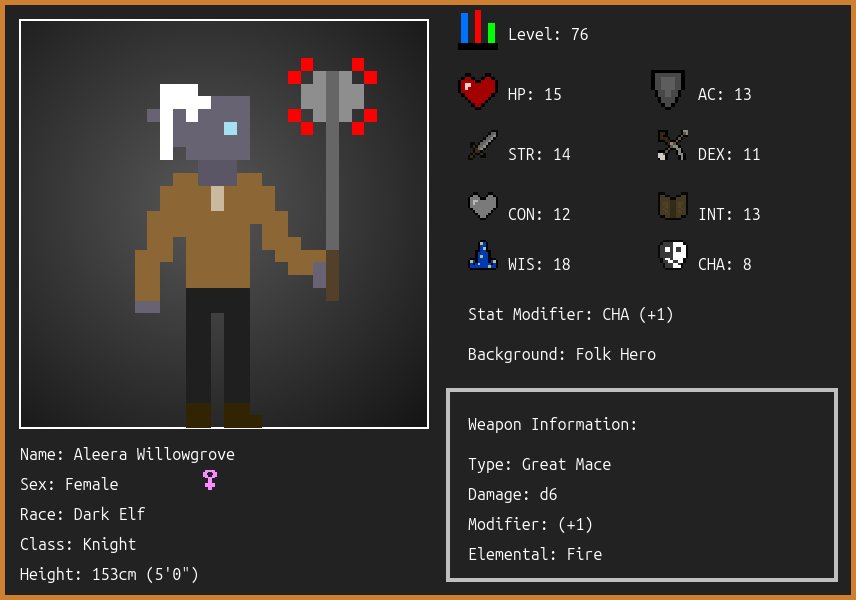 Level: 76
HP: 15
AC: 13
STR: 14
DEX: 11
CON: 12
INT: 13
WIS: 18
CHA: 8
Stat Modifier: CHA (+1)
Background: Folk Hero
Weapon Information:
Type: Great Mace
Damage: d6
Modifier: (+1)
Elemental: Fire
Name: Aleera Willowgrove
Sex: Female
Race: Dark Elf
Class: Knight
Height: 153cm (5'0")